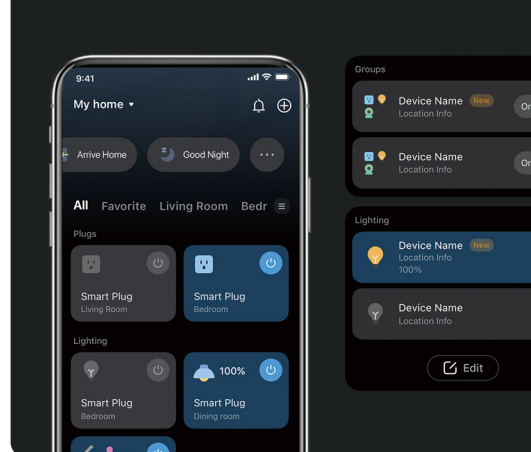 9:41
My home
Arrive Home
Good Night
All Favorite Living Room Bedr
Plugs
Smart Plug
Living Room
Smart Plug
Bedroom
Lighting
Smart Plug
Bedroom
100%
Smart Plug
Dining room
Groups
Device Name New
Location Info
On
Device Name
Location Info
On
Lighting
Device Name New
Location Info
100%
Device Name
Location Info
Edit